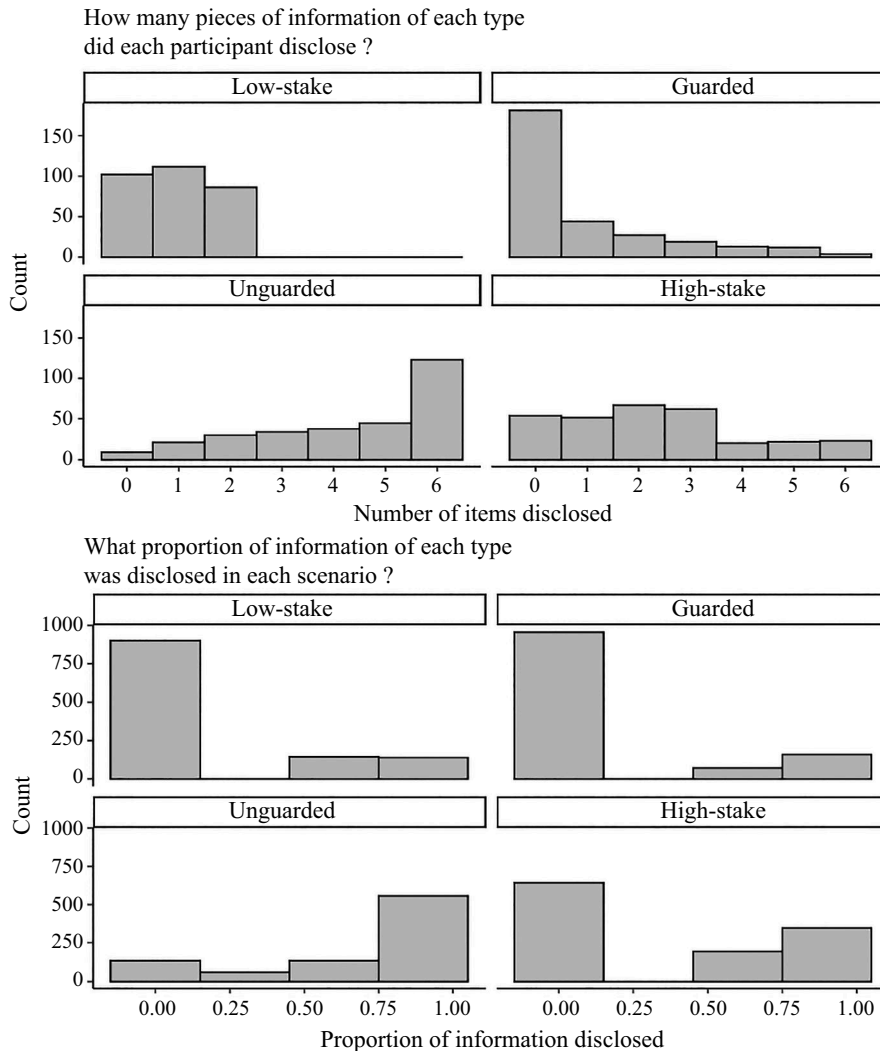 How many pieces of information of each type
did each participant disclose ?
Low-stake Guarded
150
100
50
0
Count
Unguarded High-stake
150
100
50
0
0 1 2 3 4 5 6 0 1 2 3 4 5 6
Number of items disclosed
What proportion of information of each type
was disclosed in each scenario ?
Low-stake Guarded
1000
750
500
250
0
Count
Unguarded High-stake
1000
750
500
250
0
0.00 0.25 0.50 0.75 1.00 0.00 0.25 0.50 0.75 1.00
Proportion of information disclosed